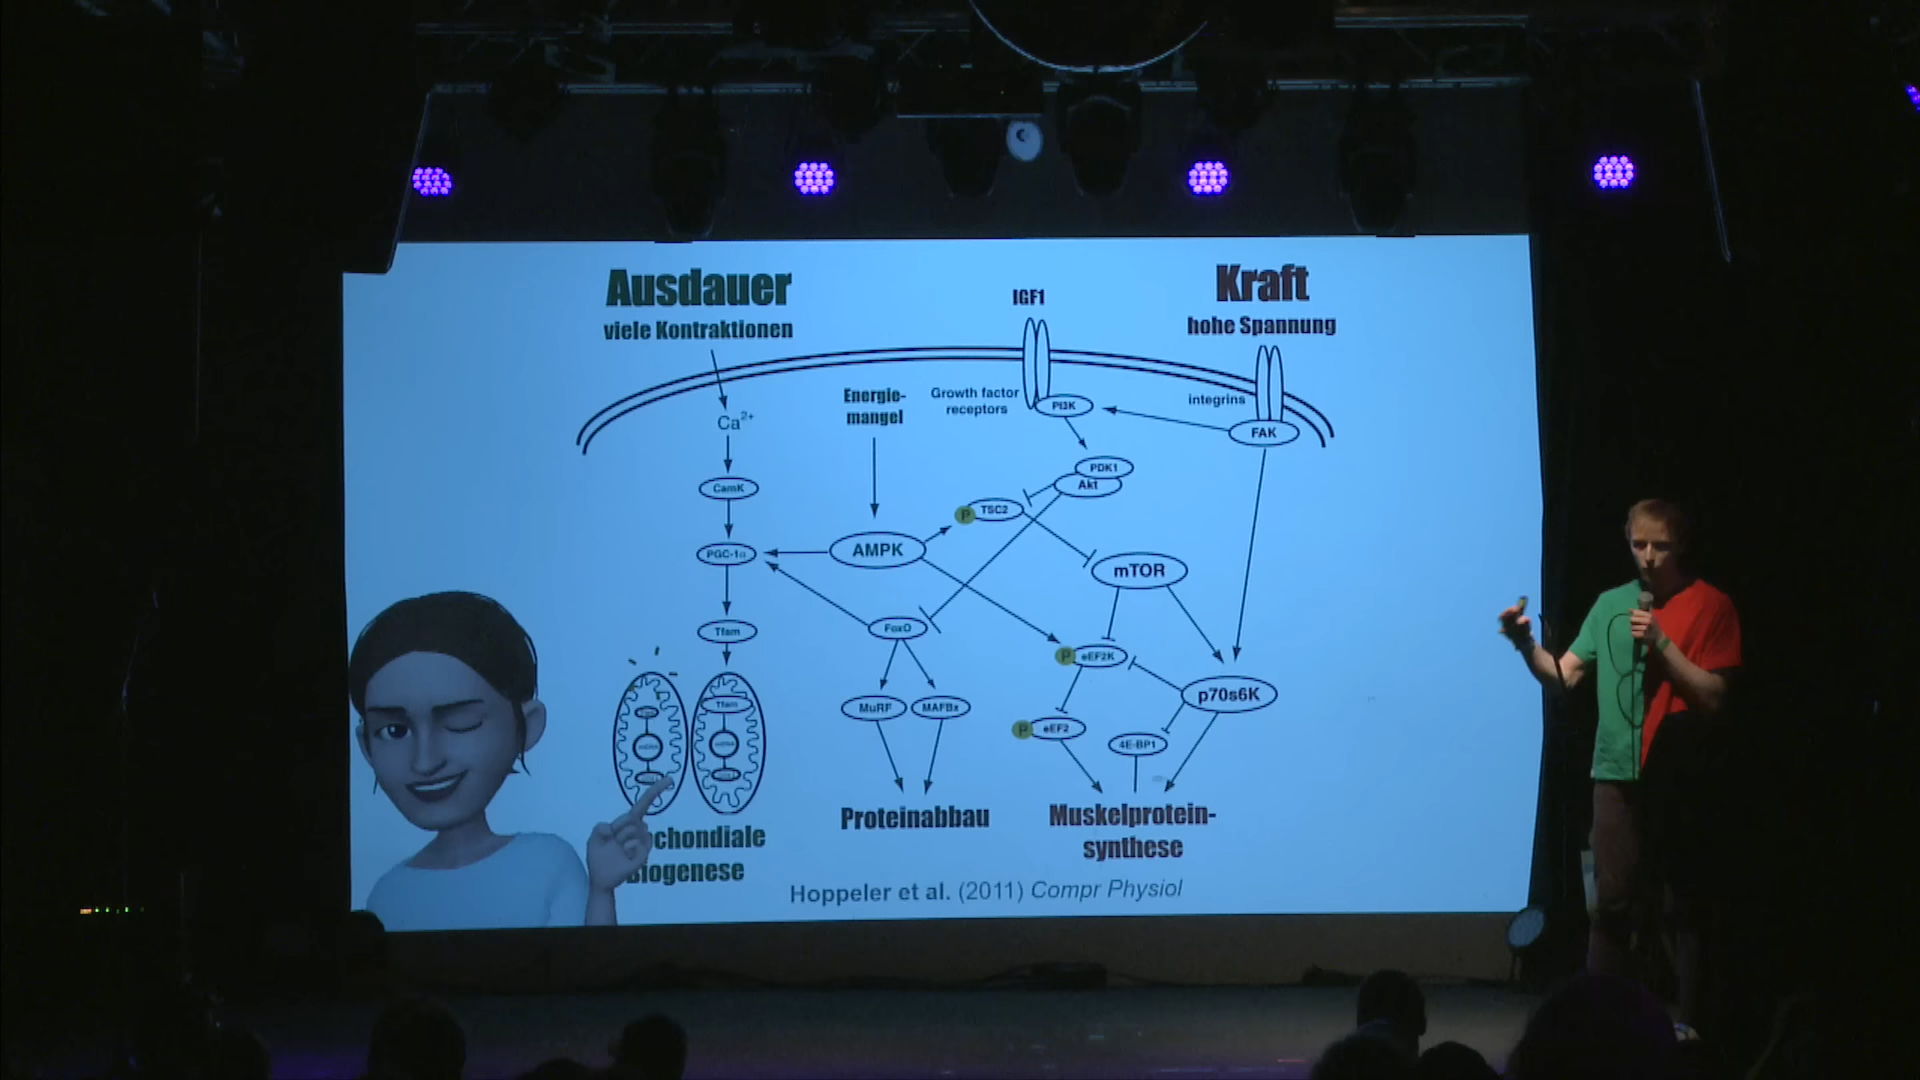 Ausdauer
viele Kontraktionen
IGF1
Kraft
hohe Spannung
Energie-
mangel
Growth factor
receptors
PI3K
integrins
FAK
Ca2+
CamK
PDK1
Akt
P
TSC2
PGC-1α
AMPK
mTOR
Tfam
FoxO
P
eEF2K
p70s6K
Tfam
MuRF
MAFBx
P
eEF2
4E-BP1
Proteinabbau
Muskelprotein-
synthese
chondiale
Biogenese
Hoppeler et al. (2011) Compr Physiol